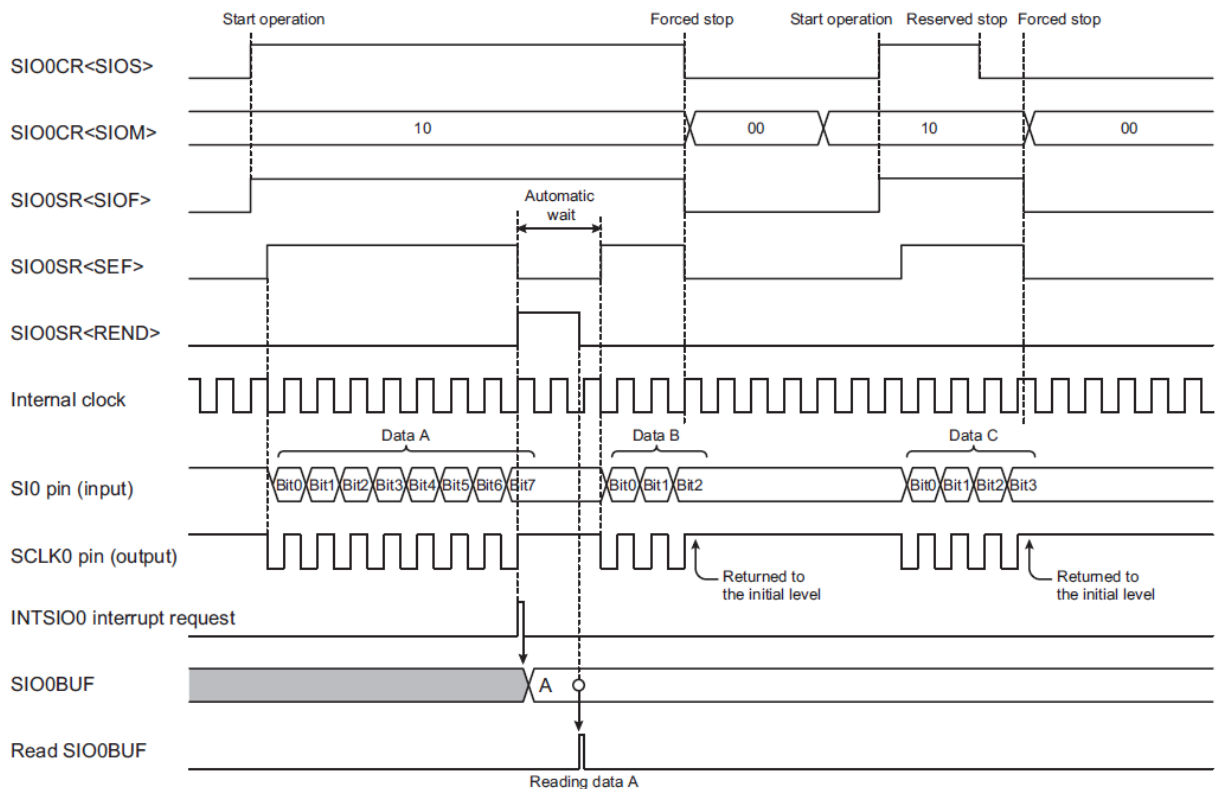 Start operation Forced stop Start operation Reserved stop Forced stop
SIO0CR<SIOS>
SIO0CR<SIOM> 10 00 10 00
SIO0SR<SIOF>
Automatic
wait
SIO0SR<SEF>
SIO0SR<REND>
Internal clock
Data A Data B Data C
SI0 pin (input) Bit0 Bit1 Bit2 Bit3 Bit4 Bit5 Bit6 Bit7 Bit0 Bit1 Bit2 Bit0 Bit1 Bit2 Bit3
SCLK0 pin (output)
Returned to
the initial level
Returned to
the initial level
INTSIO0 interrupt request
SIO0BUF A
Read SIO0BUF
Reading data A